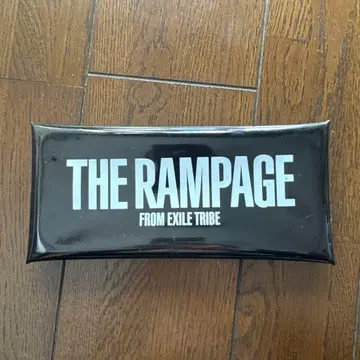 THE RAMPAGE
FROM EXILE TRIBE